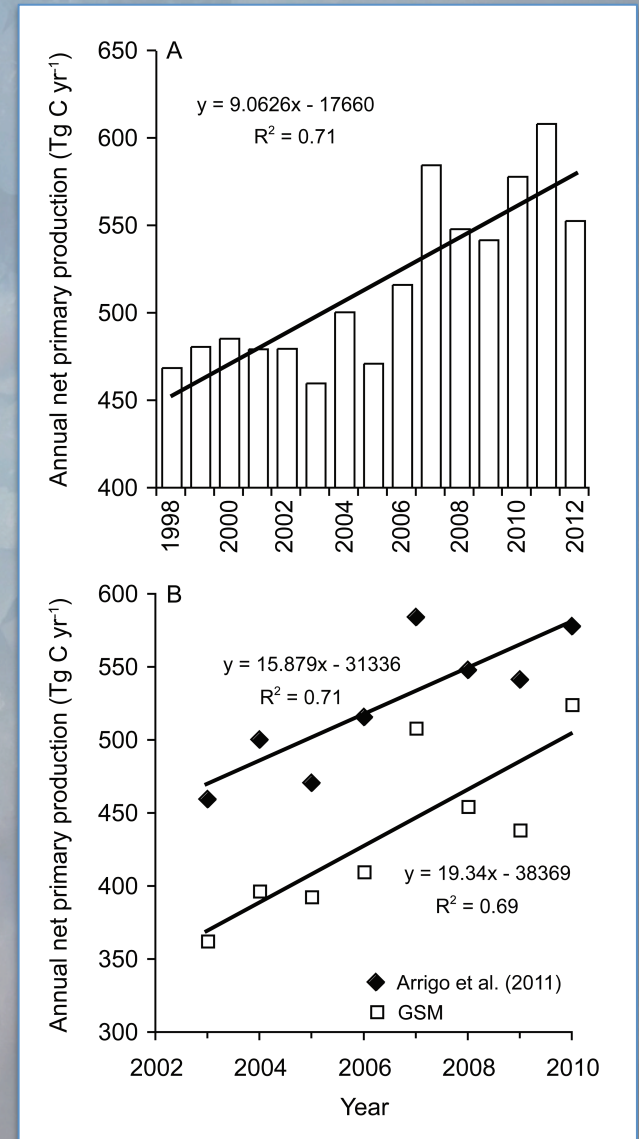 A
650
600
550
500
450
400
Annual net primary production (Tg C yr⁻¹)
y = 9.0626x - 17660
R² = 0.71
1998
2000
2002
2004
2006
2008
2010
2012
B
600
550
500
450
400
350
300
Annual net primary production (Tg C yr⁻¹)
y = 15.879x - 31336
R² = 0.71
y = 19.34x - 38369
R² = 0.69
Arrigo et al. (2011)
GSM
2002 2004 2006 2008 2010
Year